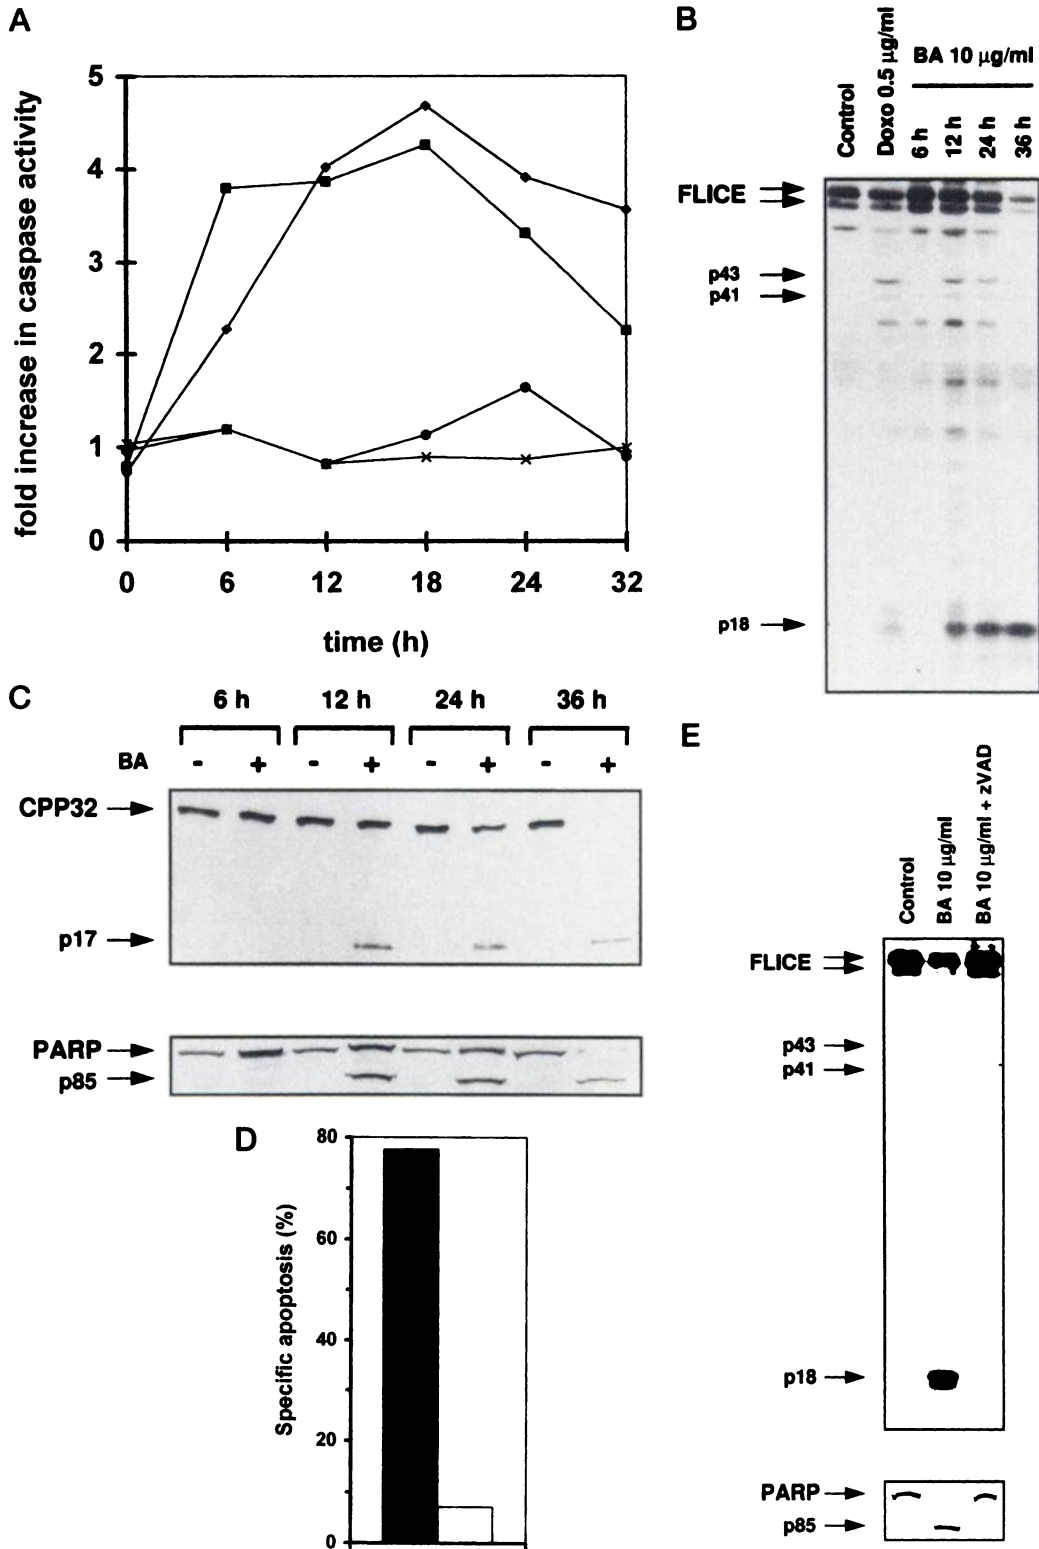 A
fold increase in caspase activity
5
4
3
2
1
0
0 6 12 18 24 32
time (h)
B
Control
Doxo 0.5 µg/ml
BA 10 µg/ml
6 h
12 h
24 h
36 h
FLICE
p43
p41
p18
C
6 h 12 h 24 h 36 h
BA - + - + - + - +
CPP32
p17
PARP
p85
D
Specific apoptosis (%)
80
60
40
20
0
E
Control
BA 10 µg/ml
BA 10 µg/ml + zVAD
FLICE
p43
p41
p18
PARP
p85